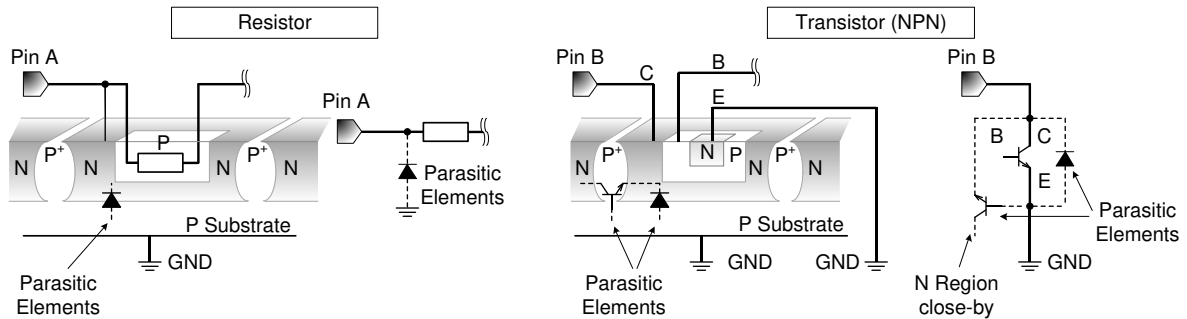 Resistor
Transistor (NPN)
Pin A
Pin B
C
B
E
Pin B
Pin A
N
P+
N
P
P+
N
N
P+
N
N
P
P+
N
B
C
E
Parasitic
Elements
P Substrate
P Substrate
Parasitic
Elements
GND
GND
GND
GND
Parasitic
Elements
Parasitic
Elements
N Region
close-by